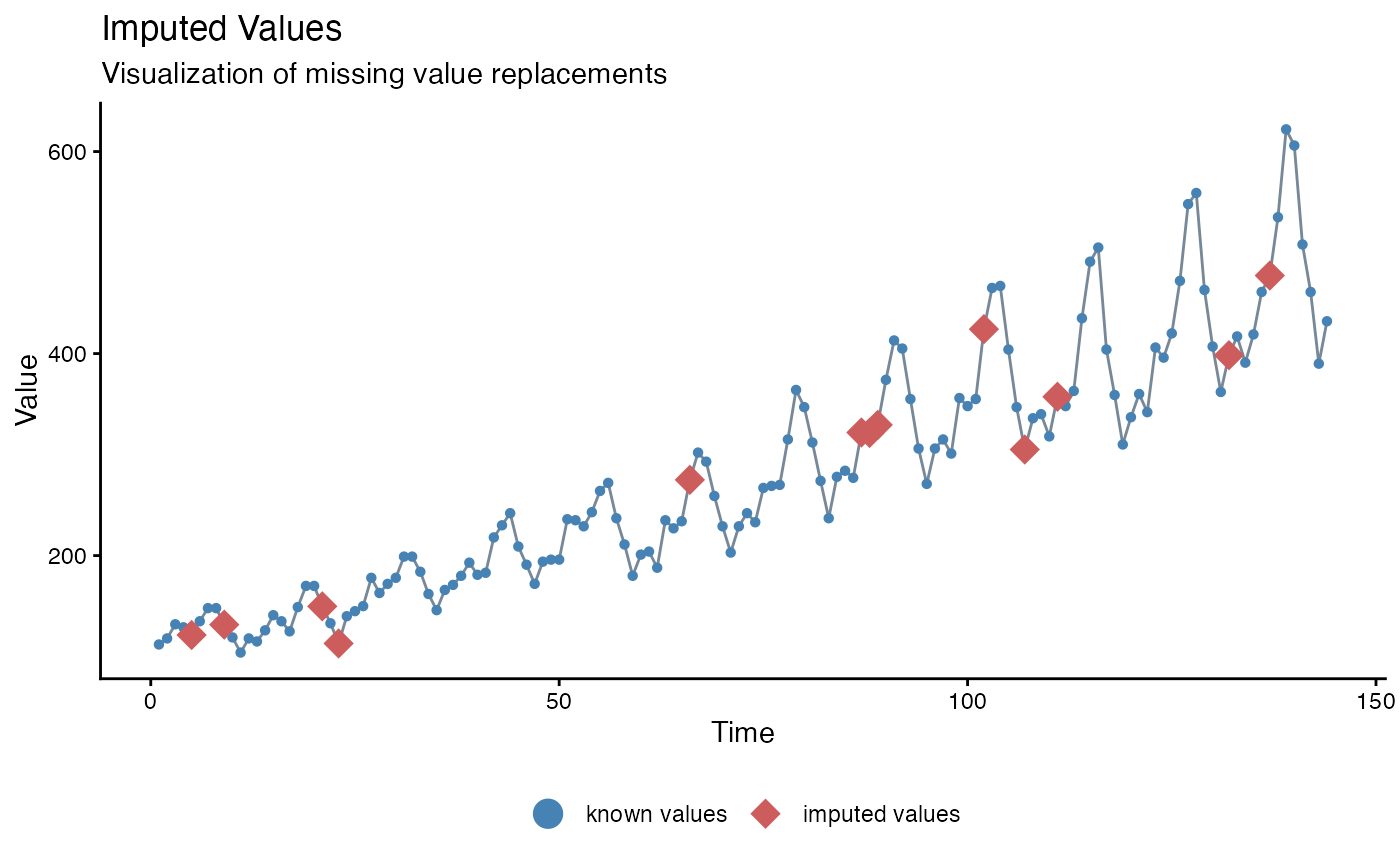 Imputed Values
Visualization of missing value replacements
Value
600
400
200
0 50 100 150
Time
known values imputed values